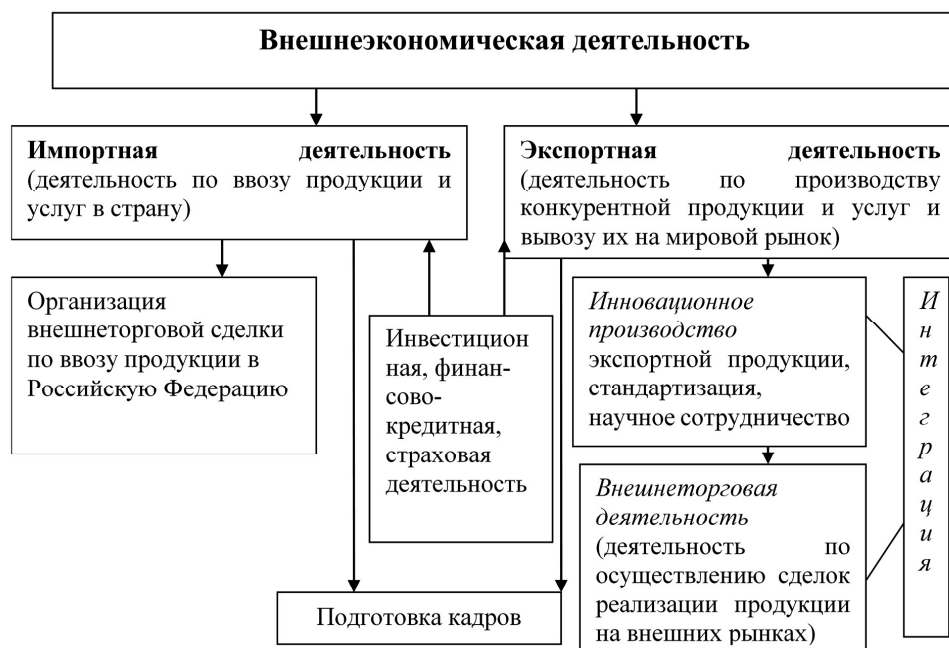 Внешнеэкономическая деятельность
Импортная деятельность
(деятельность по ввозу продукции и
услуг в страну)
Экспортная деятельность
(деятельность по производству
конкурентной продукции и услуг и
вывозу их на мировой рынок)
Организация
внешнеторговой сделки
по ввозу продукции в
Российскую Федерацию
Инвестицион
ная, финан-
сово-
кредитная,
страховая
деятельность
Инновационное
производство
экспортной продукции,
стандартизация,
научное сотрудничество
И
н
т
е
г
р
а
ц
и
я
Внешнеторговая
деятельность
(деятельность по
осуществлению сделок
реализации продукции
на внешних рынках)
Подготовка кадров